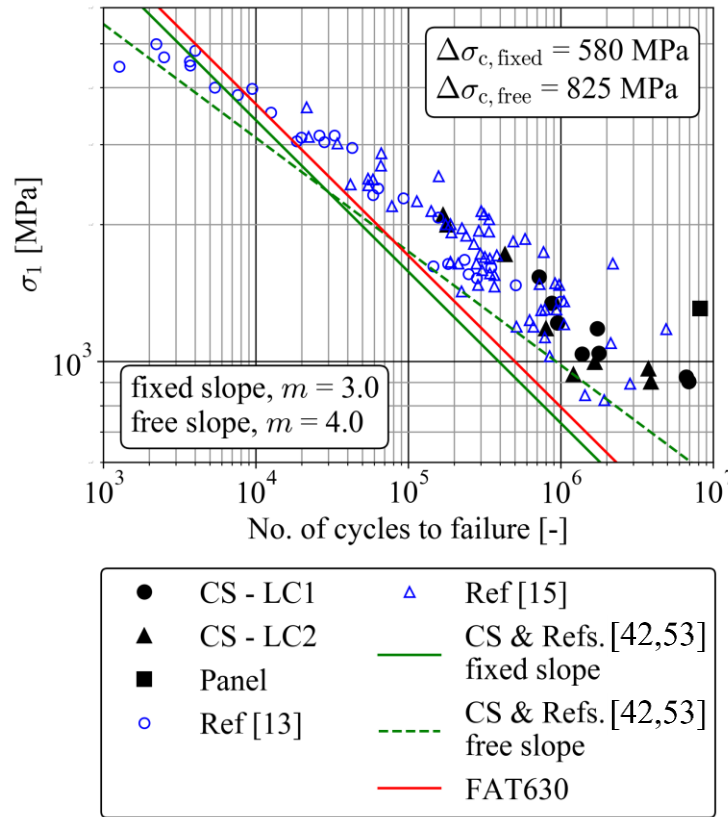 Δσc, fixed = 580 MPa
Δσc, free = 825 MPa
σ1 [MPa]
10^3
fixed slope, m = 3.0
free slope, m = 4.0
10^3 10^4 10^5 10^6 10^7
No. of cycles to failure [-]
CS - LC1
CS - LC2
Panel
Ref [13]
Ref [15]
CS & Refs. [42,53]
fixed slope
CS & Refs. [42,53]
free slope
FAT630